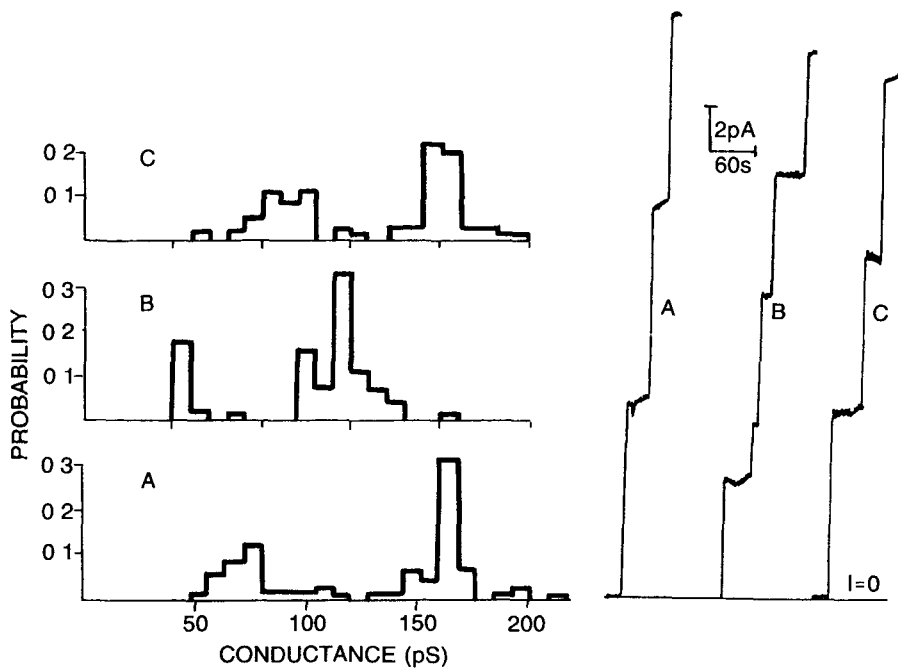 C
0 2
0 1
B
0 3
0 2
0 1
A
0 3
0 2
0 1
PROBABILITY
50 100 150 200
CONDUCTANCE (pS)
2pA
60s
A
B
C
I=0